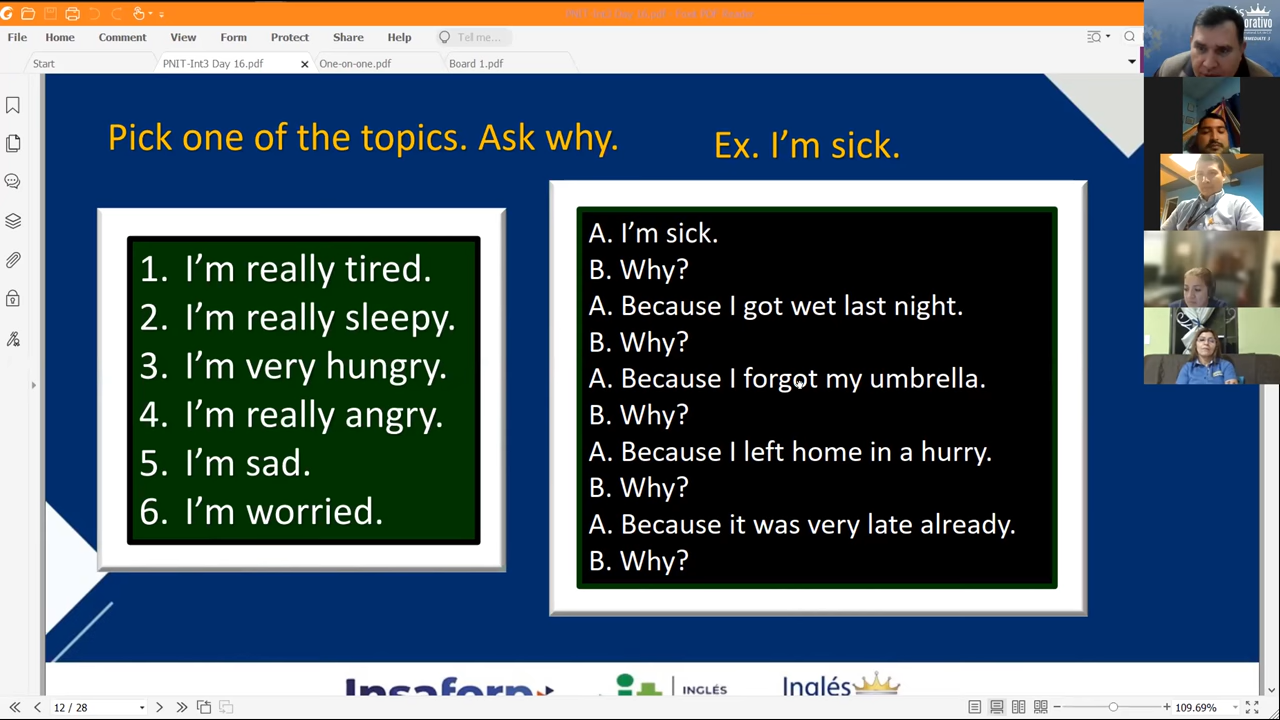 File Home Comment View Form Protect Share Help Tell me...
Start PNIT-Int3 Day 16.pdf One-on-one.pdf Board 1.pdf
Pick one of the topics. Ask why.
Ex. I'm sick.
1. I'm really tired.
2. I'm really sleepy.
3. I'm very hungry.
4. I'm really angry.
5. I'm sad.
6. I'm worried.
A. I'm sick.
B. Why?
A. Because I got wet last night.
B. Why?
A. Because I forgot my umbrella.
B. Why?
A. Because I left home in a hurry.
B. Why?
A. Because it was very late already.
B. Why?
Insaforp
INGLÉS
Inglés
12 / 28
109.69%